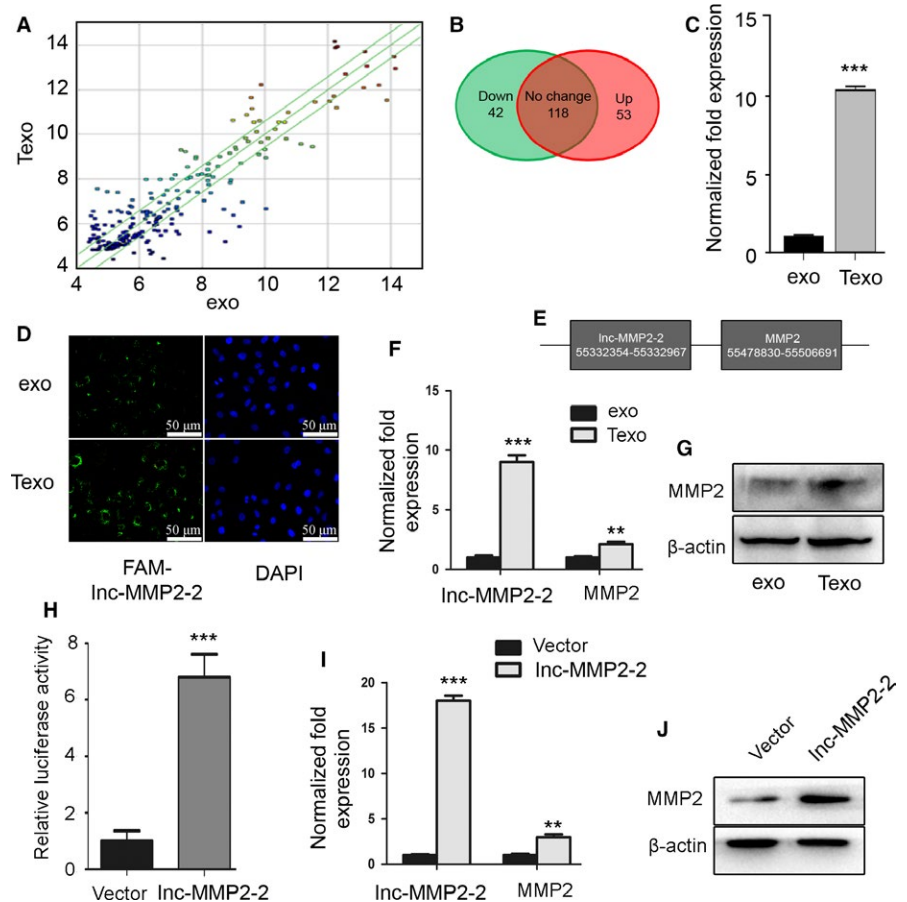 A
14
12
10
8
6
4
4 6 8 10 12 14
Texo
exo
B
Down
42
No change
118
Up
53
C
Normalized fold expression
15
10
5
0
***
exo Texo
D
exo
Texo
50 μm
50 μm
50 μm
50 μm
FAM-
lnc-MMP2-2
DAPI
E
lnc-MMP2-2
55332354-55332967
MMP2
55478830-55506691
F
Normalized fold
expression
15
10
5
0
exo
Texo
***
**
lnc-MMP2-2 MMP2
G
MMP2
β-actin
exo Texo
H
Relative luciferase activity
8
6
4
2
0
***
Vector lnc-MMP2-2
I
Normalized fold
expression
20
15
10
5
0
Vector
lnc-MMP2-2
***
**
lnc-MMP2-2 MMP2
J
Vector
lnc-MMP2-2
MMP2
β-actin